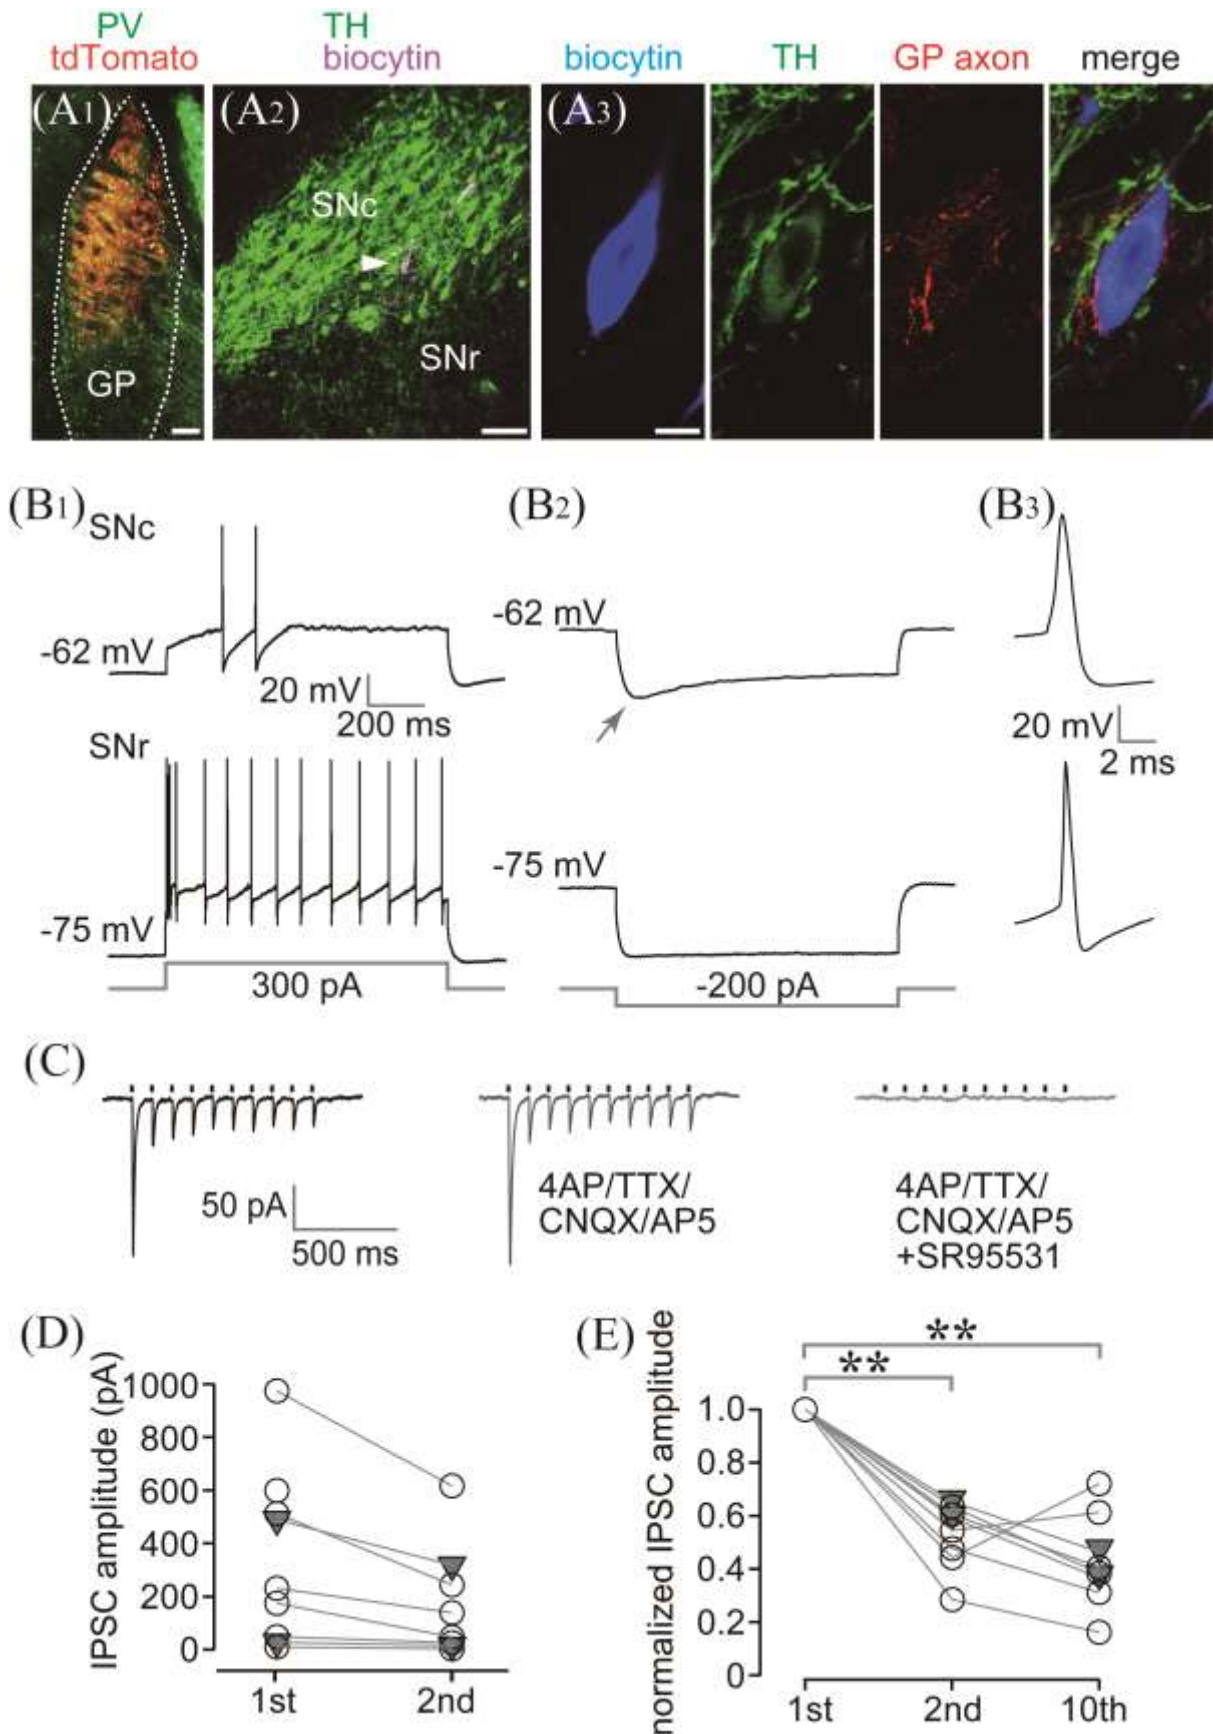 PV
tdTomato
TH
biocytin
biocytin
TH
GP axon
merge
(A1)
GP
(A2)
SNc
SNr
(A3)
(B1)
SNc
-62 mV
20 mV
200 ms
SNr
-75 mV
300 pA
(B2)
-62 mV
-75 mV
-200 pA
(B3)
20 mV
2 ms
(C)
50 pA
500 ms
4AP/TTX/
CNQX/AP5
4AP/TTX/
CNQX/AP5
+SR95531
(D)
IPSC amplitude (pA)
1000
800
600
400
200
0
1st
2nd
(E)
normalized IPSC amplitude
**
**
1.0
0.8
0.6
0.4
0.2
0
1st
2nd
10th